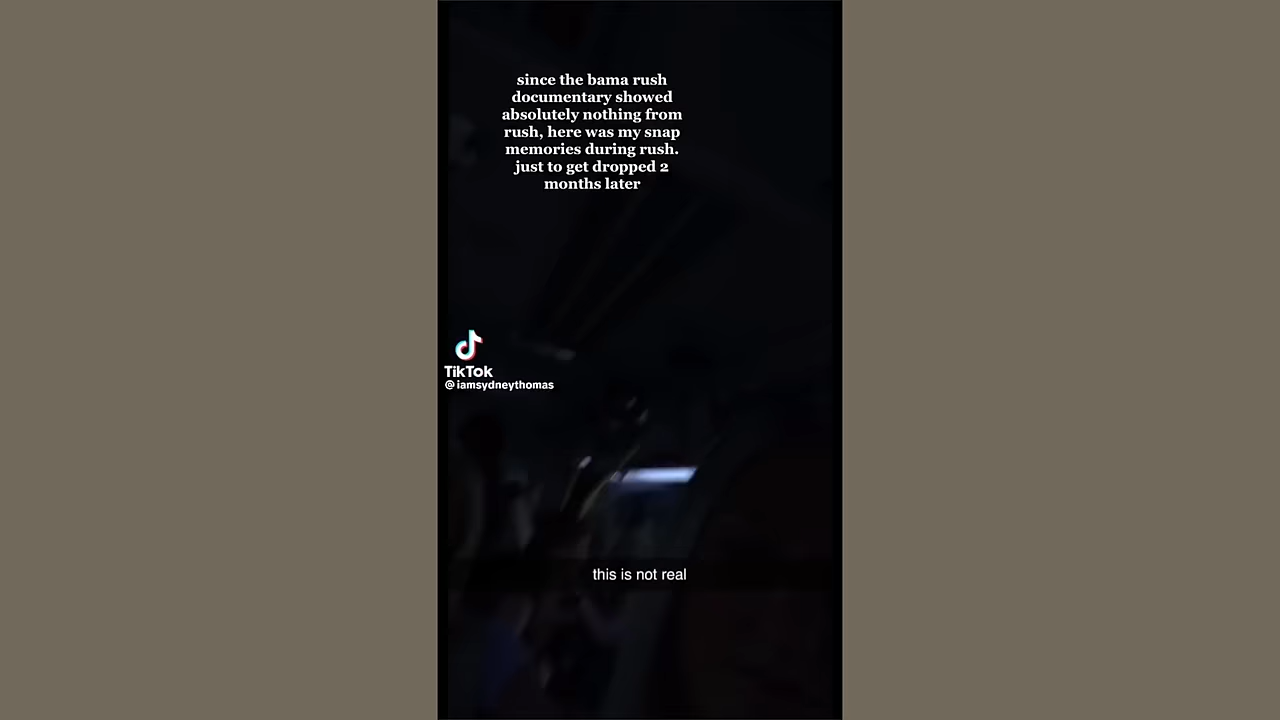 since the bama rush
documentary showed
absolutely nothing from
rush, here was my snap
memories during rush.
just to get dropped 2
months later
TikTok
@iamsydneythomas
this is not real